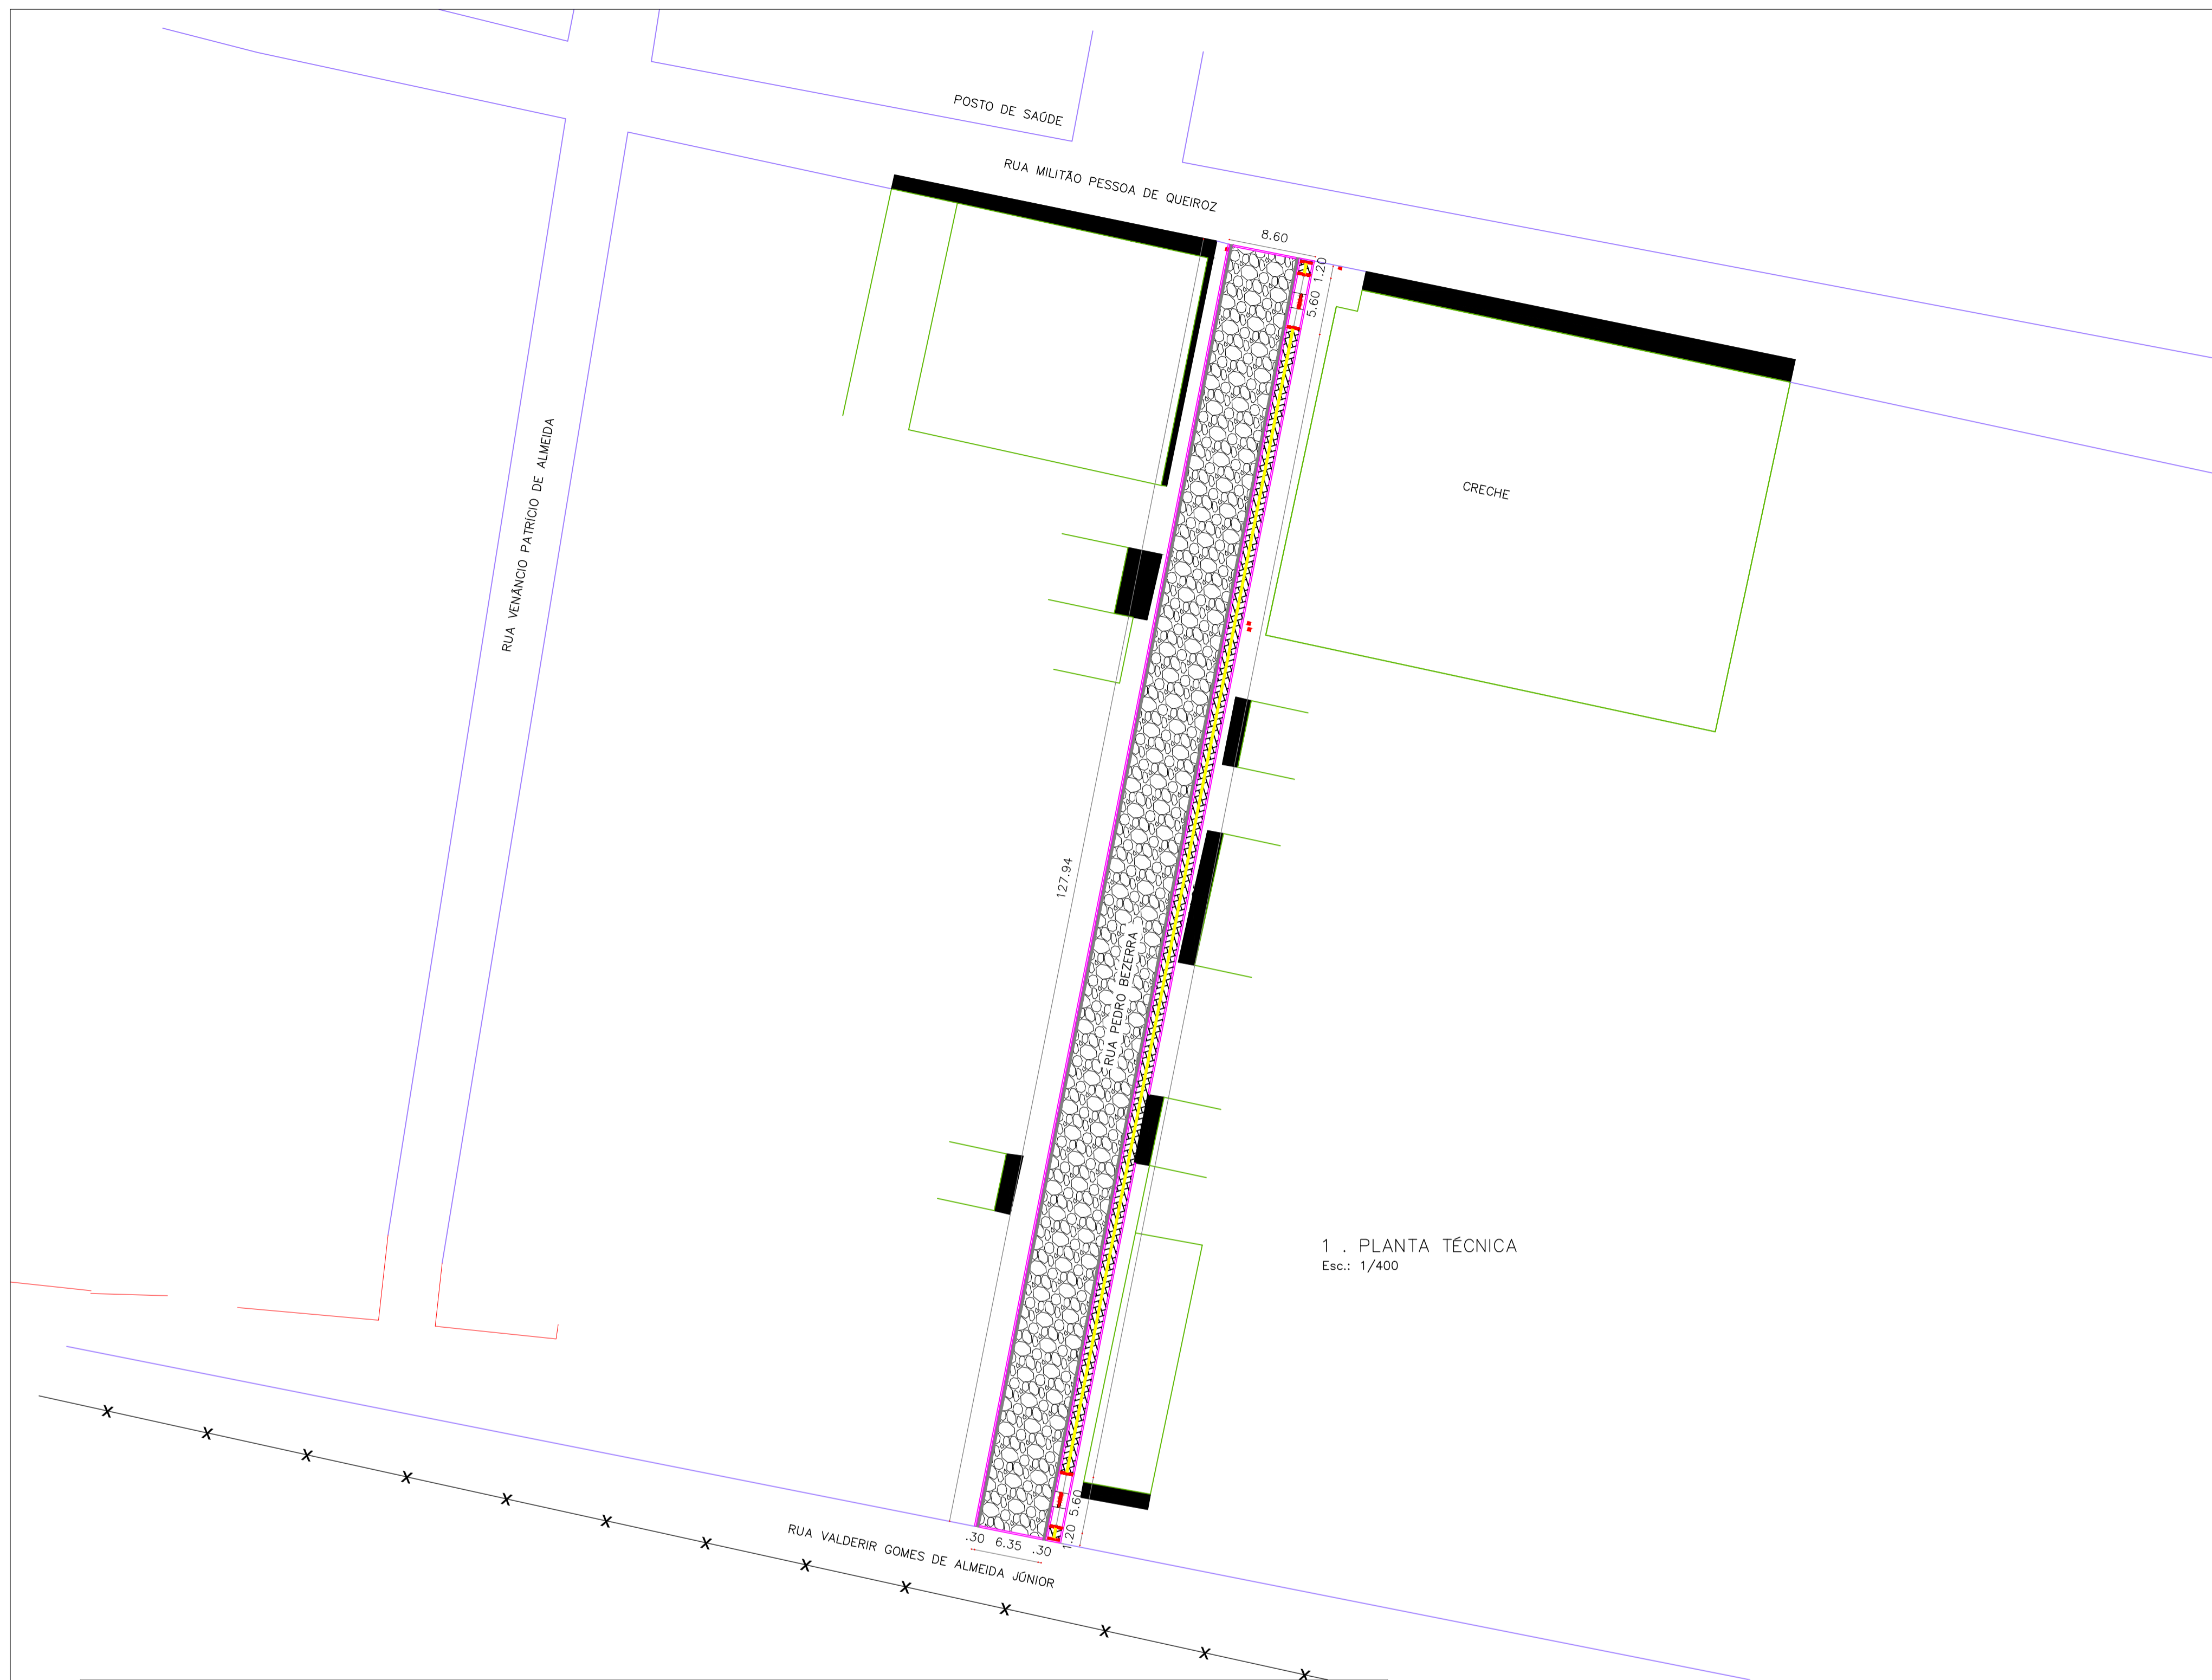 POSTO DE SAÚDE
RUA MILITÃO PESSOA DE QUEIROZ
8.60
1.20
5.60
RUA VENÂNCIO PATRÍCIO DE ALMEIDA
CRECHE
127.94
RUA PEDRO BEZERRA
1 . PLANTA TÉCNICA
Esc.: 1/400
5.60
1.20
.30 6.35 .30
RUA VALDERIR GOMES DE ALMEIDA JÚNIOR
X X X X X X X X X X X X X